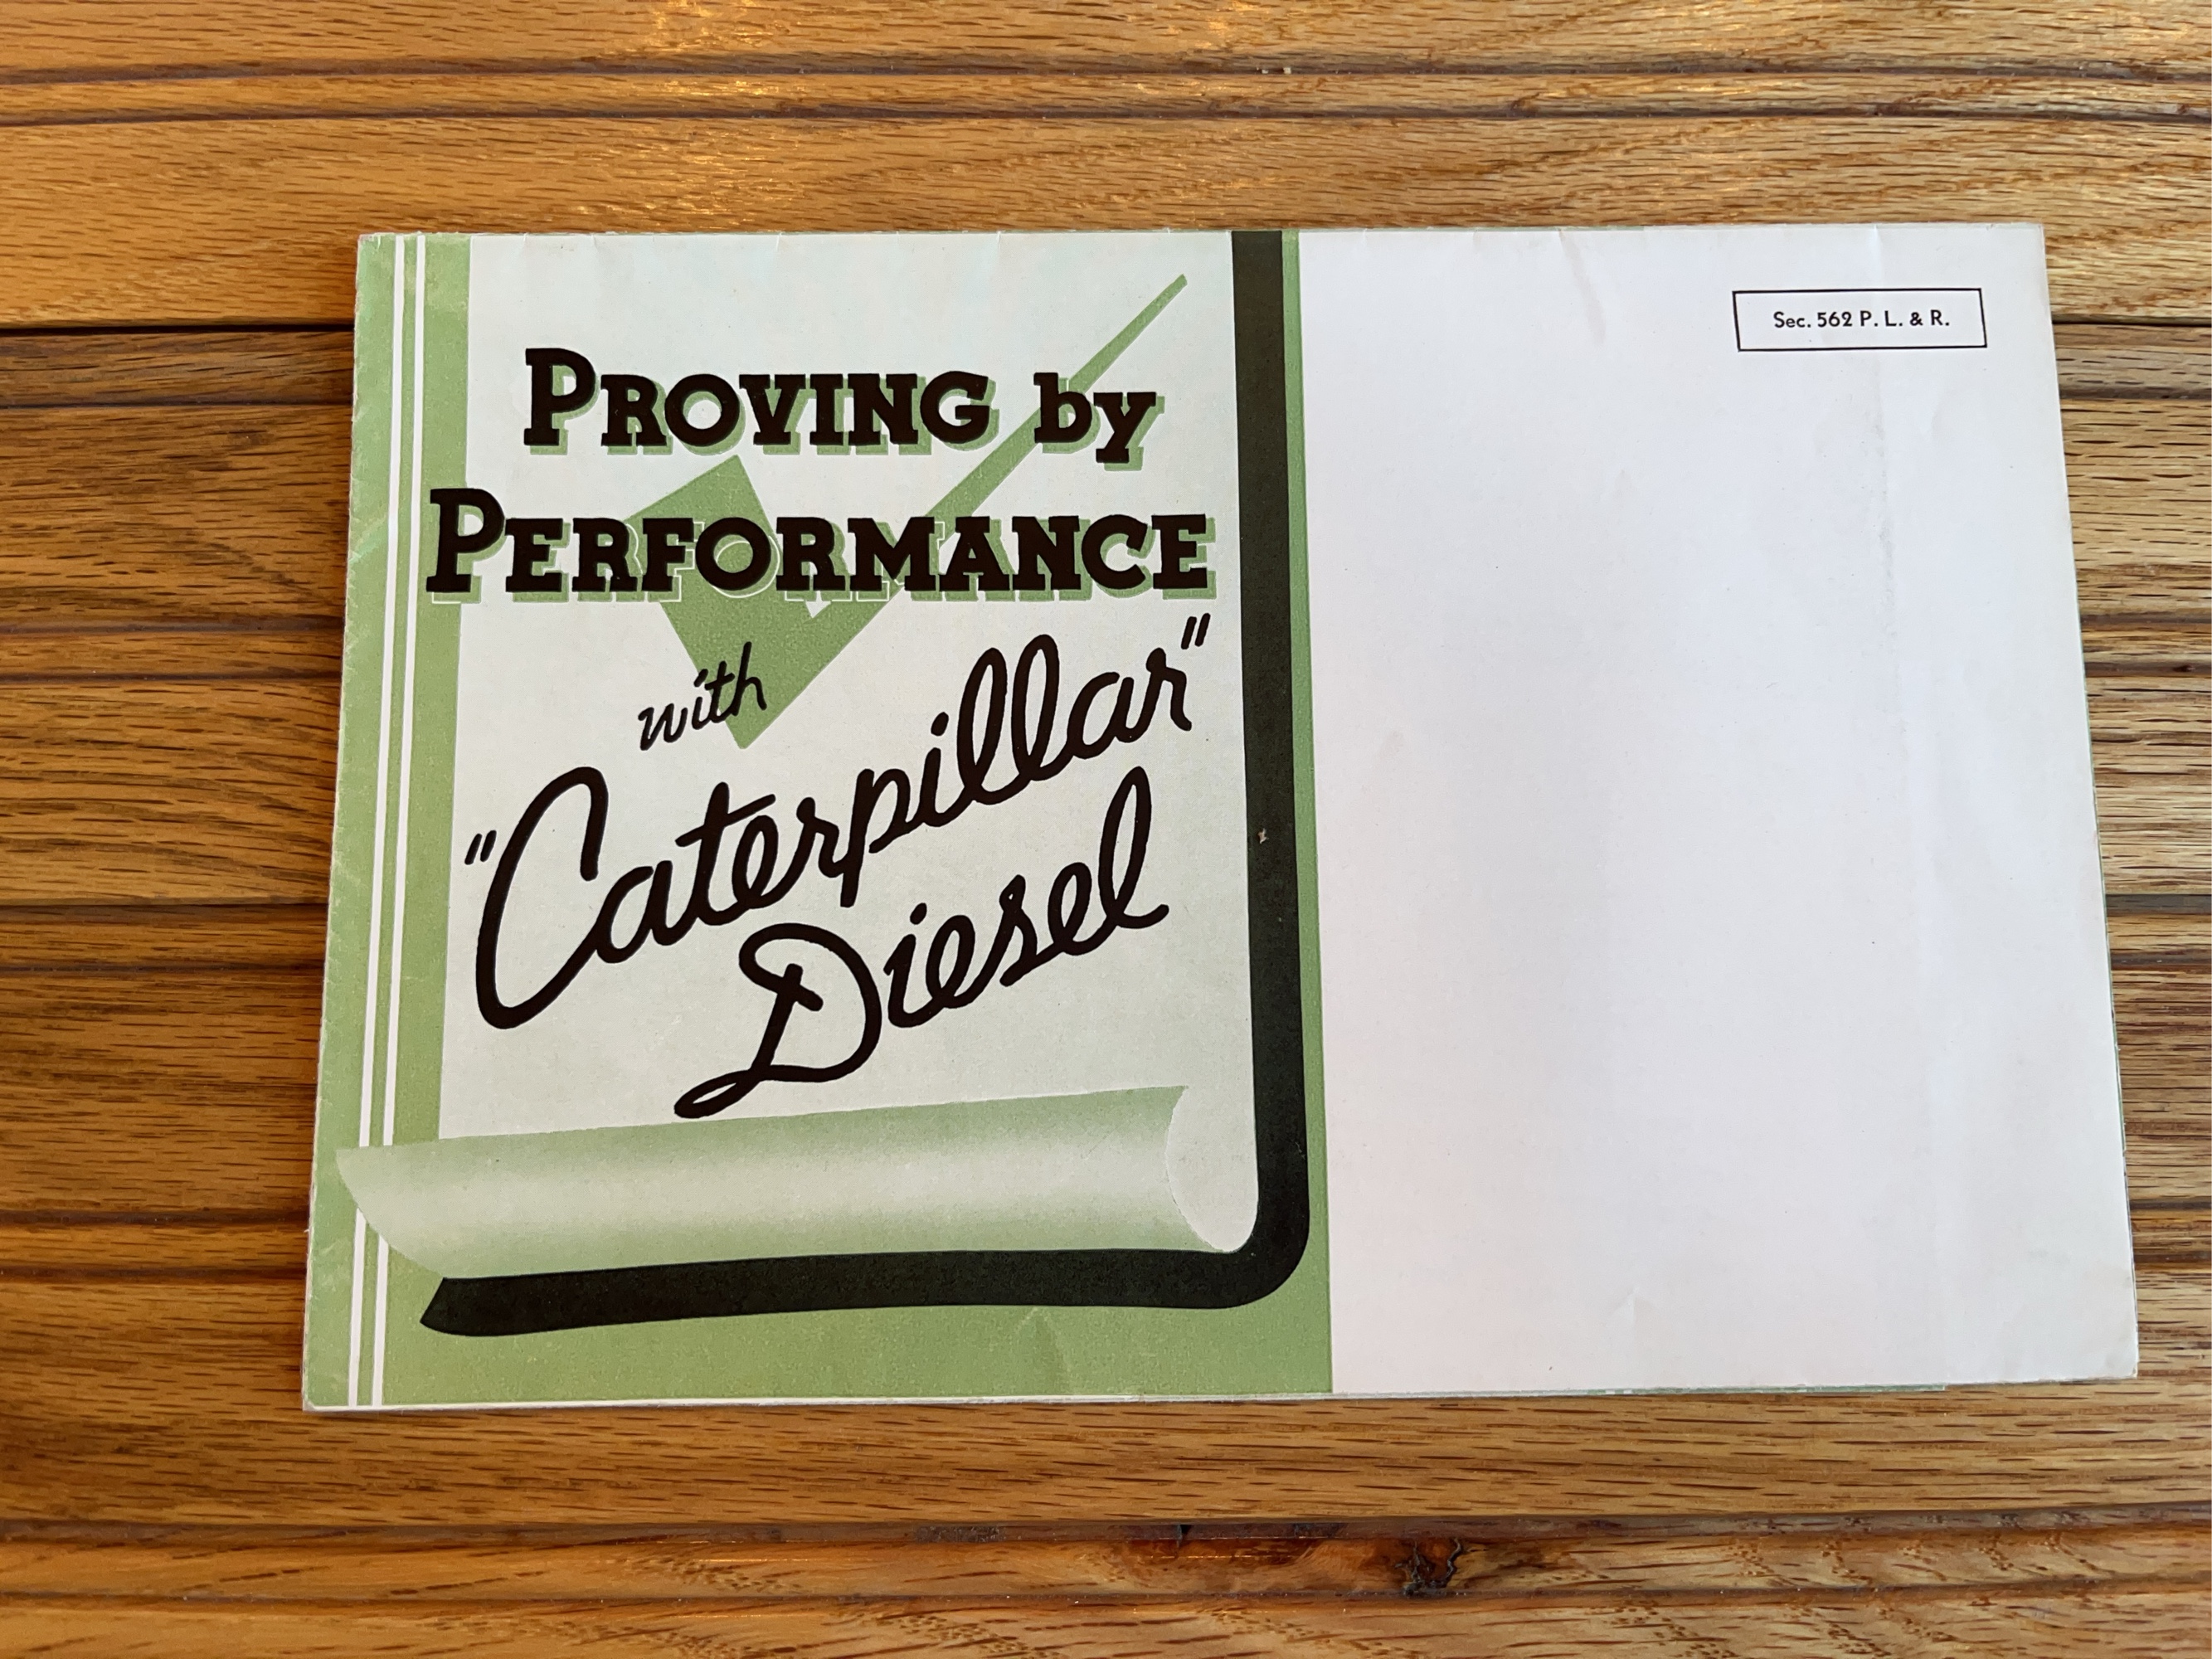 PROVING by
PERFORMANCE
with
"Caterpillar"
Diesel
Sec. 562 P. L. & R.